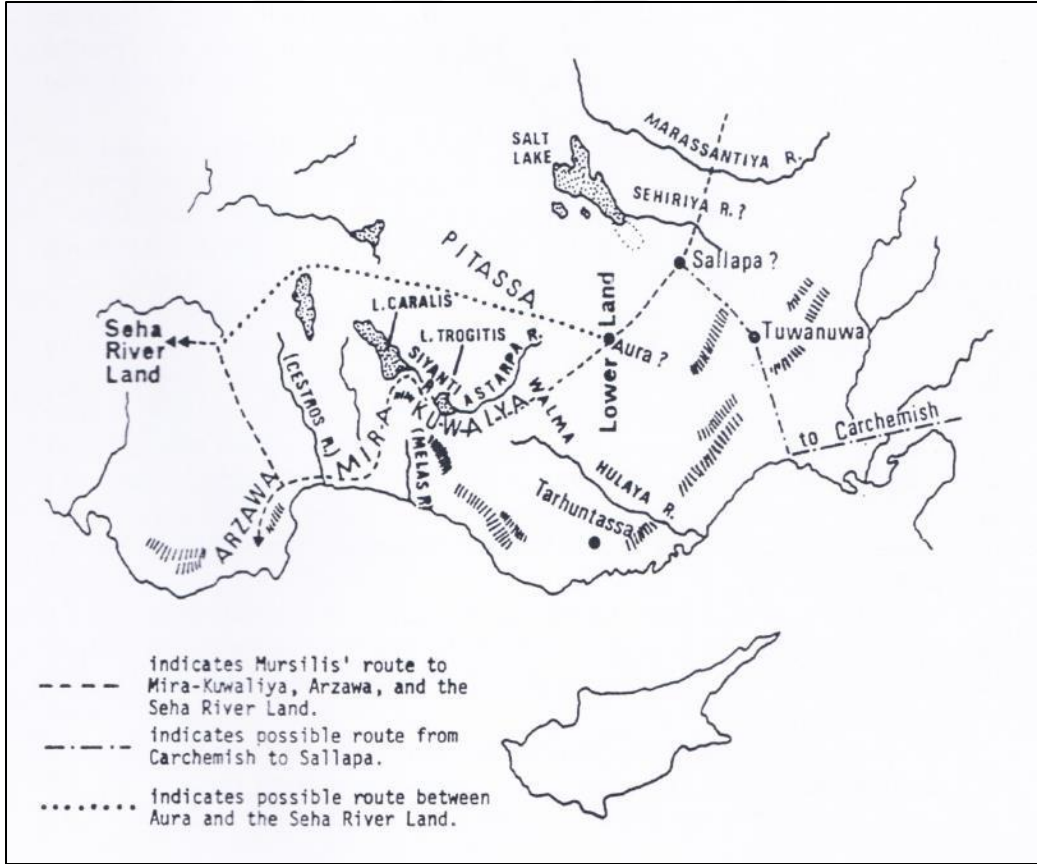 MARASSANTIYA R.
SALT
LAKE
SEHIRIYA R.?
PITASSA
Sallapa ?
L. CARALIS
L. TROGITIS
Tuwanuwa
Seha
River
Land
Lower Land
Aura ?
SIYANTI R.
ASTARPA R.
(CESTROS R.)
MIRA
KUWALYA
WALMA
(MELAS R)
to Carchemish
HULAYA R.
Tarhuntassa
ARZAWA
indicates Mursilis' route to
Mira-Kuwaliya, Arzawa, and the
Seha River Land.
indicates possible route from
Carchemish to Sallapa.
indicates possible route between
Aura and the Seha River Land.